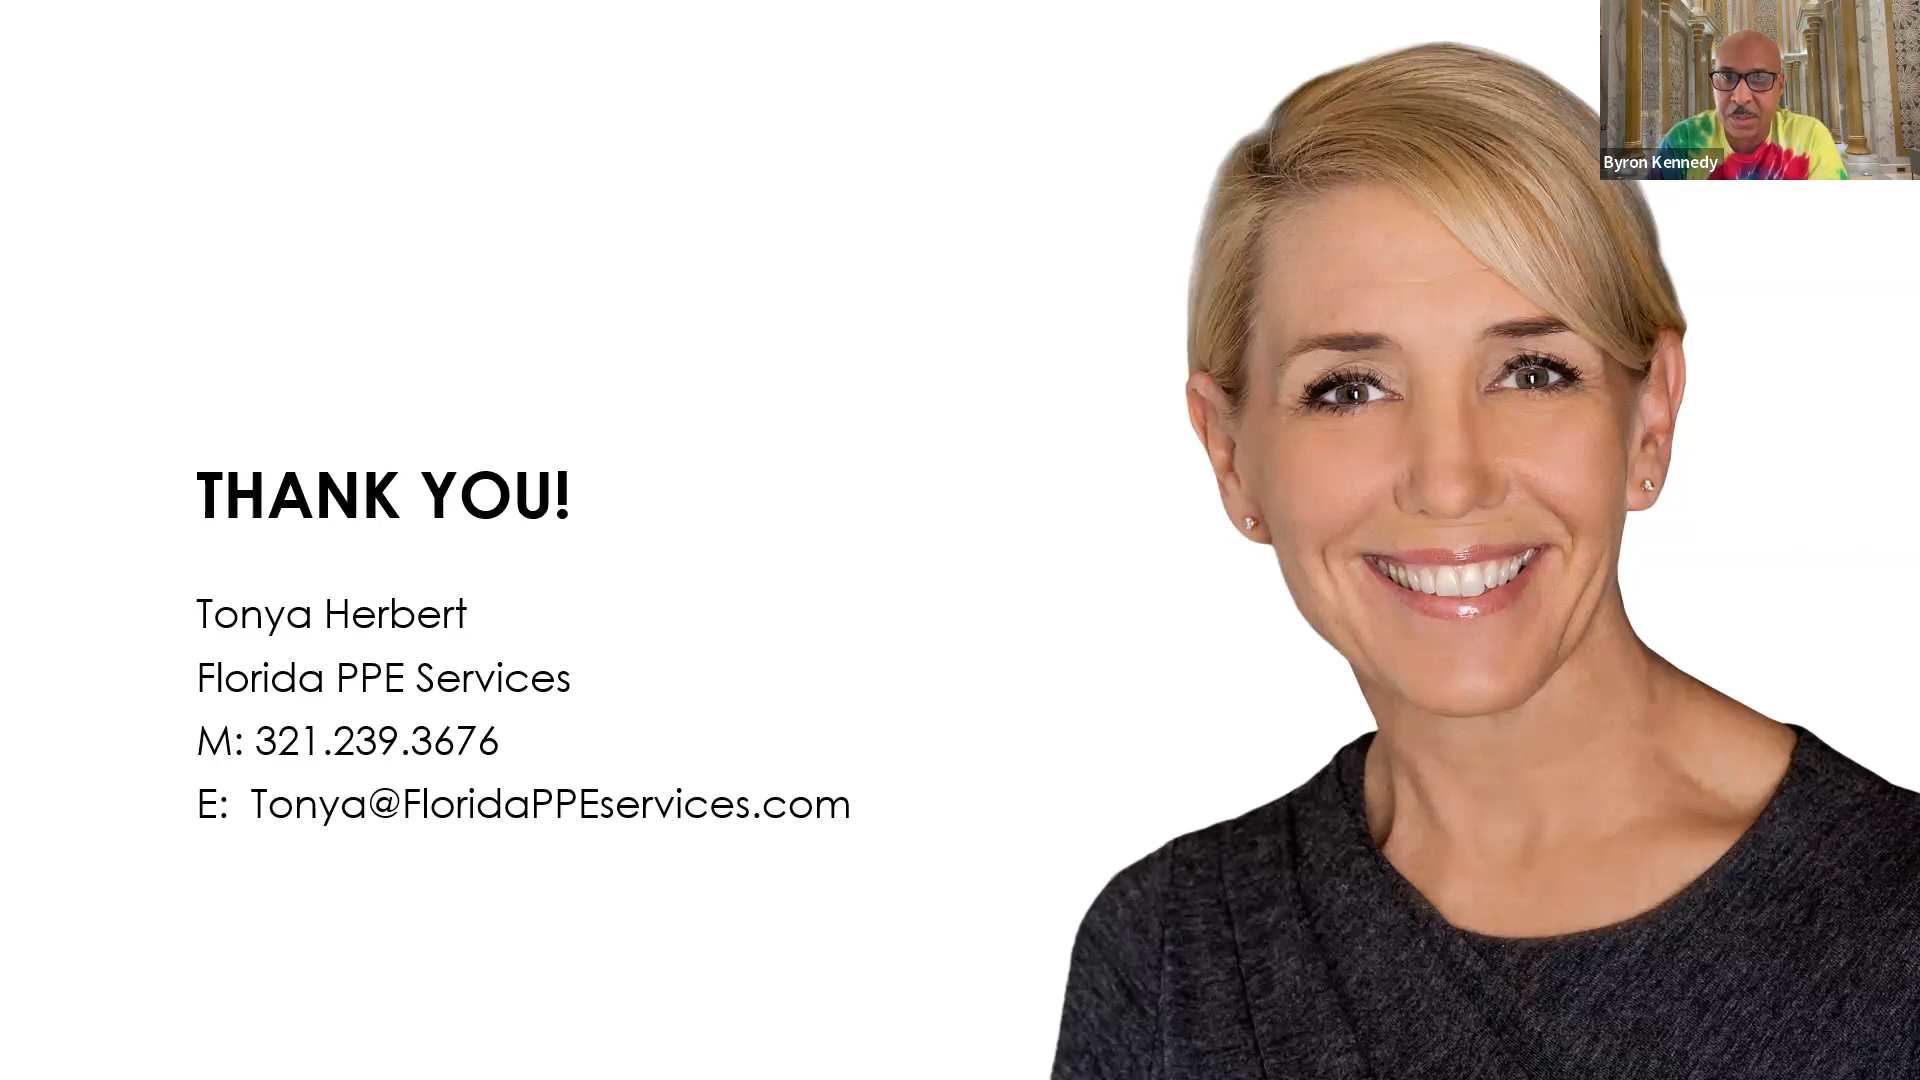 Byron Kennedy
THANK YOU!
Tonya Herbert
Florida PPE Services
M: 321.239.3676
E: Tonya@FloridaPPEservices.com